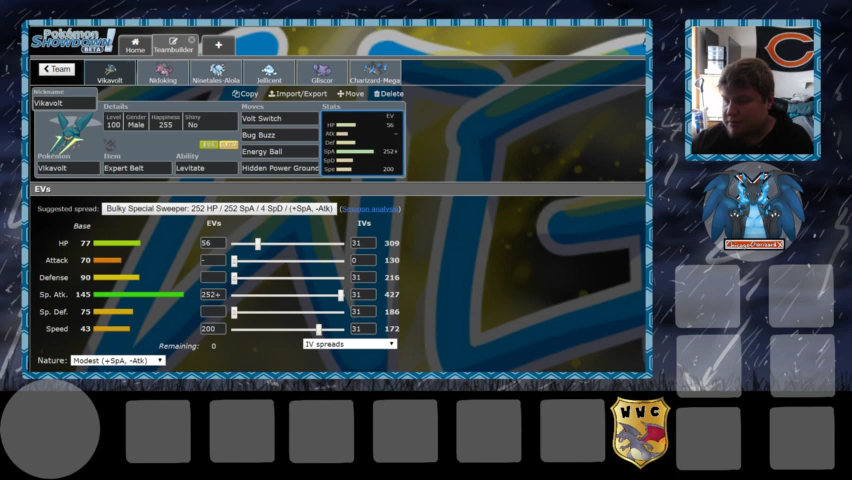 Pokémon
SHOWDOWN!
BETA
Home
Teambuilder
+
Team
Vikavolt
Nidoking
Ninetales-Alola
Jellicent
Gliscor
Charizard-Mega
Copy
Import/Export
Move
Delete
Nickname
Vikavolt
Details
Level Gender Happiness Shiny
100 Male 255 No
Pokémon
Vikavolt
Item
Expert Belt
Ability
Levitate
Moves
Volt Switch
Bug Buzz
Energy Ball
Hidden Power Ground
Stats
EV
HP 56
Atk -
Def
SpA 252+
SpD
Spe 200
EVs
Suggested spread: Bulky Special Sweeper: 252 HP / 252 SpA / 4 SpD / (+SpA, -Atk) (Smogon analysis)
Base EVs IVs
HP 77 56 31 309
Attack 70 - 0 130
Defense 90 31 216
Sp. Atk. 145 252+ 31 427
Sp. Def. 75 31 186
Speed 43 200 31 172
Remaining: 0
IV spreads
Nature: Modest (+SpA, -Atk)
WWC